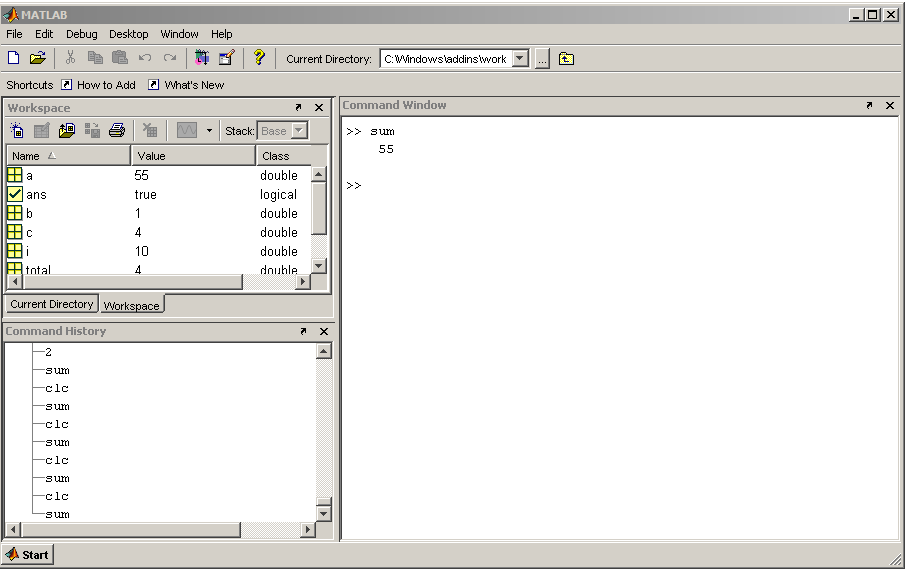 MATLAB
File Edit Debug Desktop Window Help
Current Directory: C:\Windows\addins\work ...
Shortcuts How to Add What's New
Workspace
Stack: Base
Name Value Class
a 55 double
ans true logical
b 1 double
c 4 double
i 10 double
total 4 double
Current Directory Workspace
Command History
2
sum
clc
sum
clc
sum
clc
sum
clc
sum
Command Window
>> sum
55
>>
Start